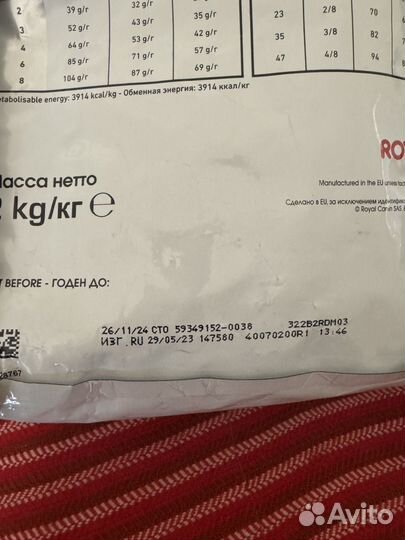 2 39 g/r 32 g/r
3 52 g/r 43 g/r 35 g/r
4 64 g/r 53 g/r 42 g/r
6 85 g/r 71 g/r 57 g/r
8 104 g/r 87 g/r 69 g/r
23 2/8 70
35 3/8 82
47 4/8 94
etabolisable energy: 3914 kcal/kg - Обменная энергия: 3914 ккал/кг
RO
Масса нетто
2 kg/кг e
Manufactured in the EU unless
Сделано в EU, за исключением
© Royal Canin SAS.
BEFORE - ГОДЕН ДО:
26/11/24 СТО 59349152-0038 322B2RDM03
ИЗГ. RU 29/05/23 147580 40070200R1 13:46
Avito